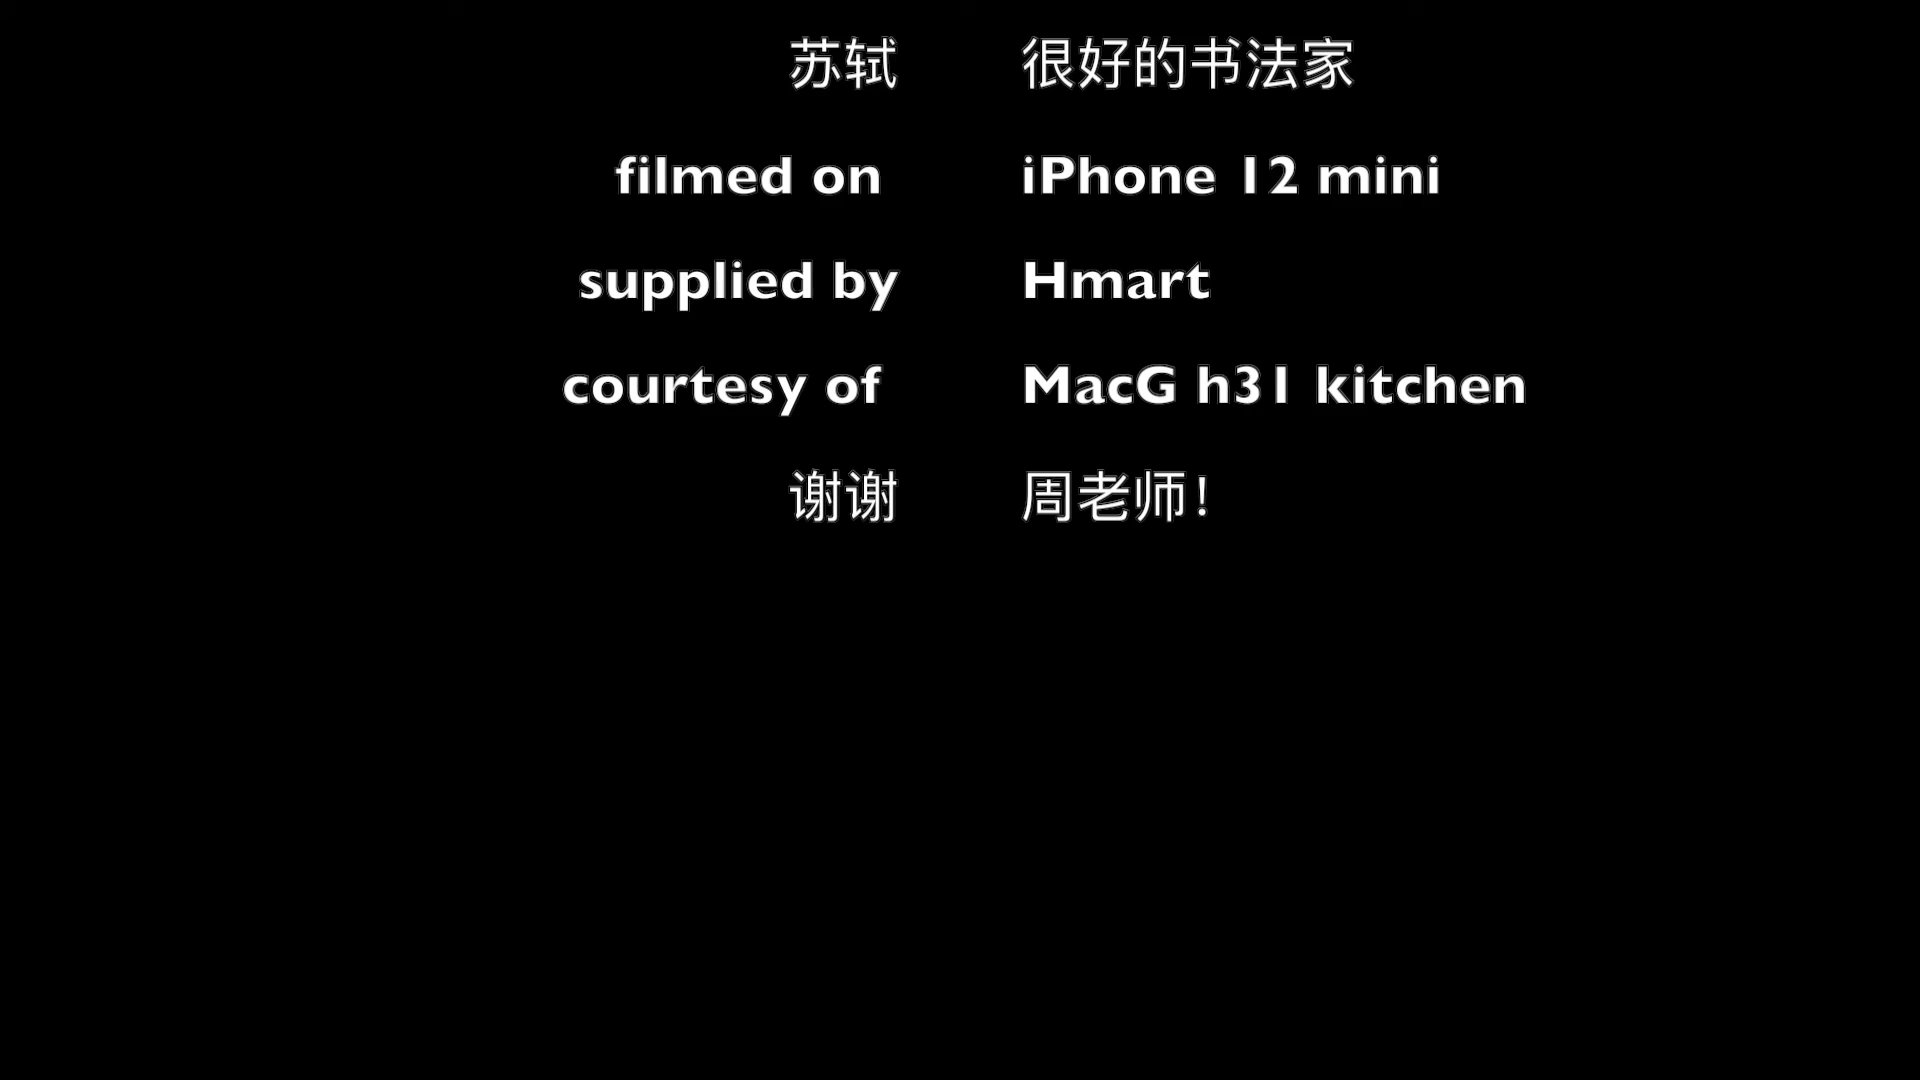 苏轼 很好的书法家
filmed on iPhone 12 mini
supplied by Hmart
courtesy of MacG h31 kitchen
谢谢 周老师！